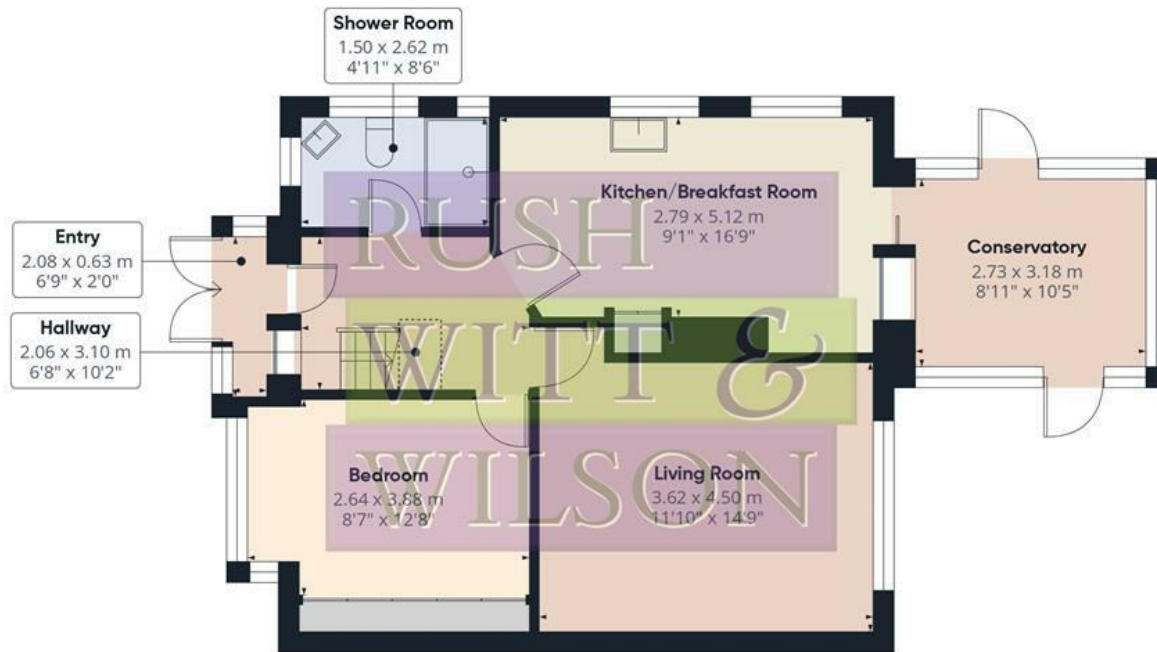 Shower Room
1.50 x 2.62 m
4'11" x 8'6"
Kitchen/Breakfast Room
2.79 x 5.12 m
9'1" x 16'9"
Entry
2.08 x 0.63 m
6'9" x 2'0"
Conservatory
2.73 x 3.18 m
8'11" x 10'5"
Hallway
2.06 x 3.10 m
6'8" x 10'2"
Bedroom
2.64 x 3.88 m
8'7" x 12'8"
Living Room
3.62 x 4.50 m
11'10" x 14'9"
RUSH
WITT &
WILSON